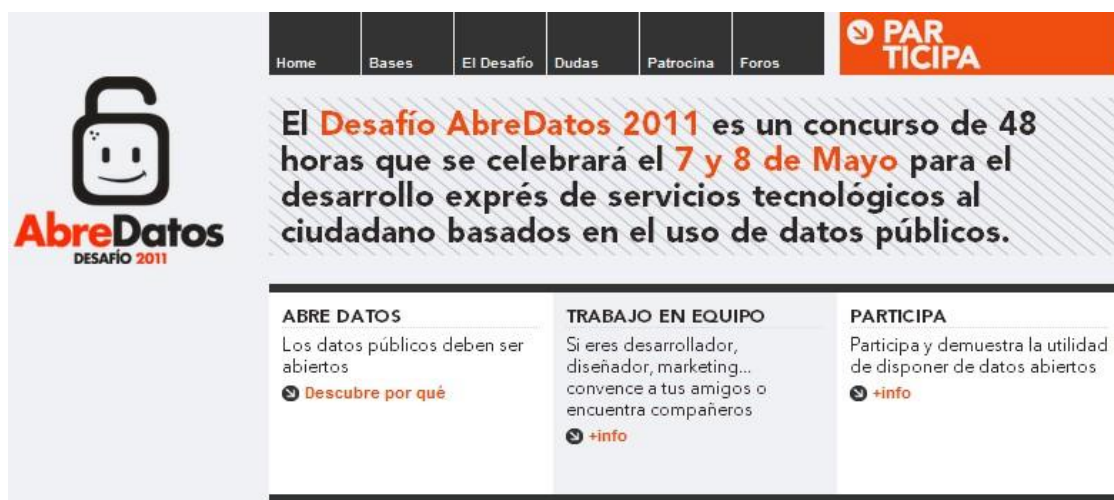 Home
Bases
El Desafío
Dudas
Patrocina
Foros
PAR
TICIPA
AbreDatos
DESAFÍO 2011
El Desafío AbreDatos 2011 es un concurso de 48
horas que se celebrará el 7 y 8 de Mayo para el
desarrollo exprés de servicios tecnológicos al
ciudadano basados en el uso de datos públicos.
ABRE DATOS
Los datos públicos deben ser
abiertos
Descubre por qué
TRABAJO EN EQUIPO
Si eres desarrollador,
diseñador, marketing...
convence a tus amigos o
encuentra compañeros
+info
PARTICIPA
Participa y demuestra la utilidad
de disponer de datos abiertos
+info